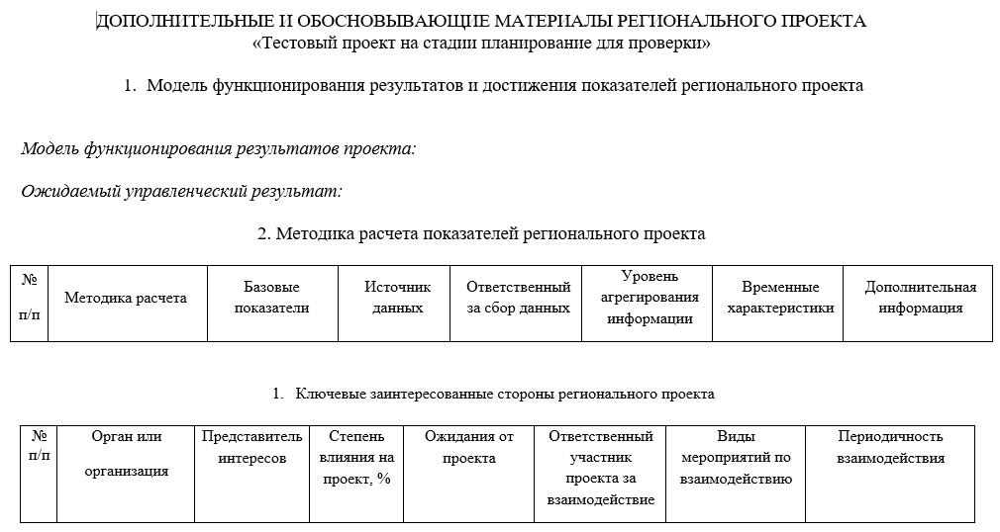 ДОПОЛНИТЕЛЬНЫЕ И ОБОСНОВЫВАЮЩИЕ МАТЕРИАЛЫ РЕГИОНАЛЬНОГО ПРОЕКТА
«Тестовый проект на стадии планирование для проверки»
1. Модель функционирования результатов и достижения показателей регионального проекта
Модель функционирования результатов проекта:
Ожидаемый управленческий результат:
2. Методика расчета показателей регионального проекта
№
п/п
Методика расчета
Базовые
показатели
Источник
данных
Ответственный
за сбор данных
Уровень
агрегирования
информации
Временные
характеристики
Дополнительная
информация
1. Ключевые заинтересованные стороны регионального проекта
№
п/п
Орган или
организация
Представитель
интересов
Степень
влияния на
проект, %
Ожидания от
проекта
Ответственный
участник
проекта за
взаимодействие
Виды
мероприятий по
взаимодействию
Периодичность
взаимодействия